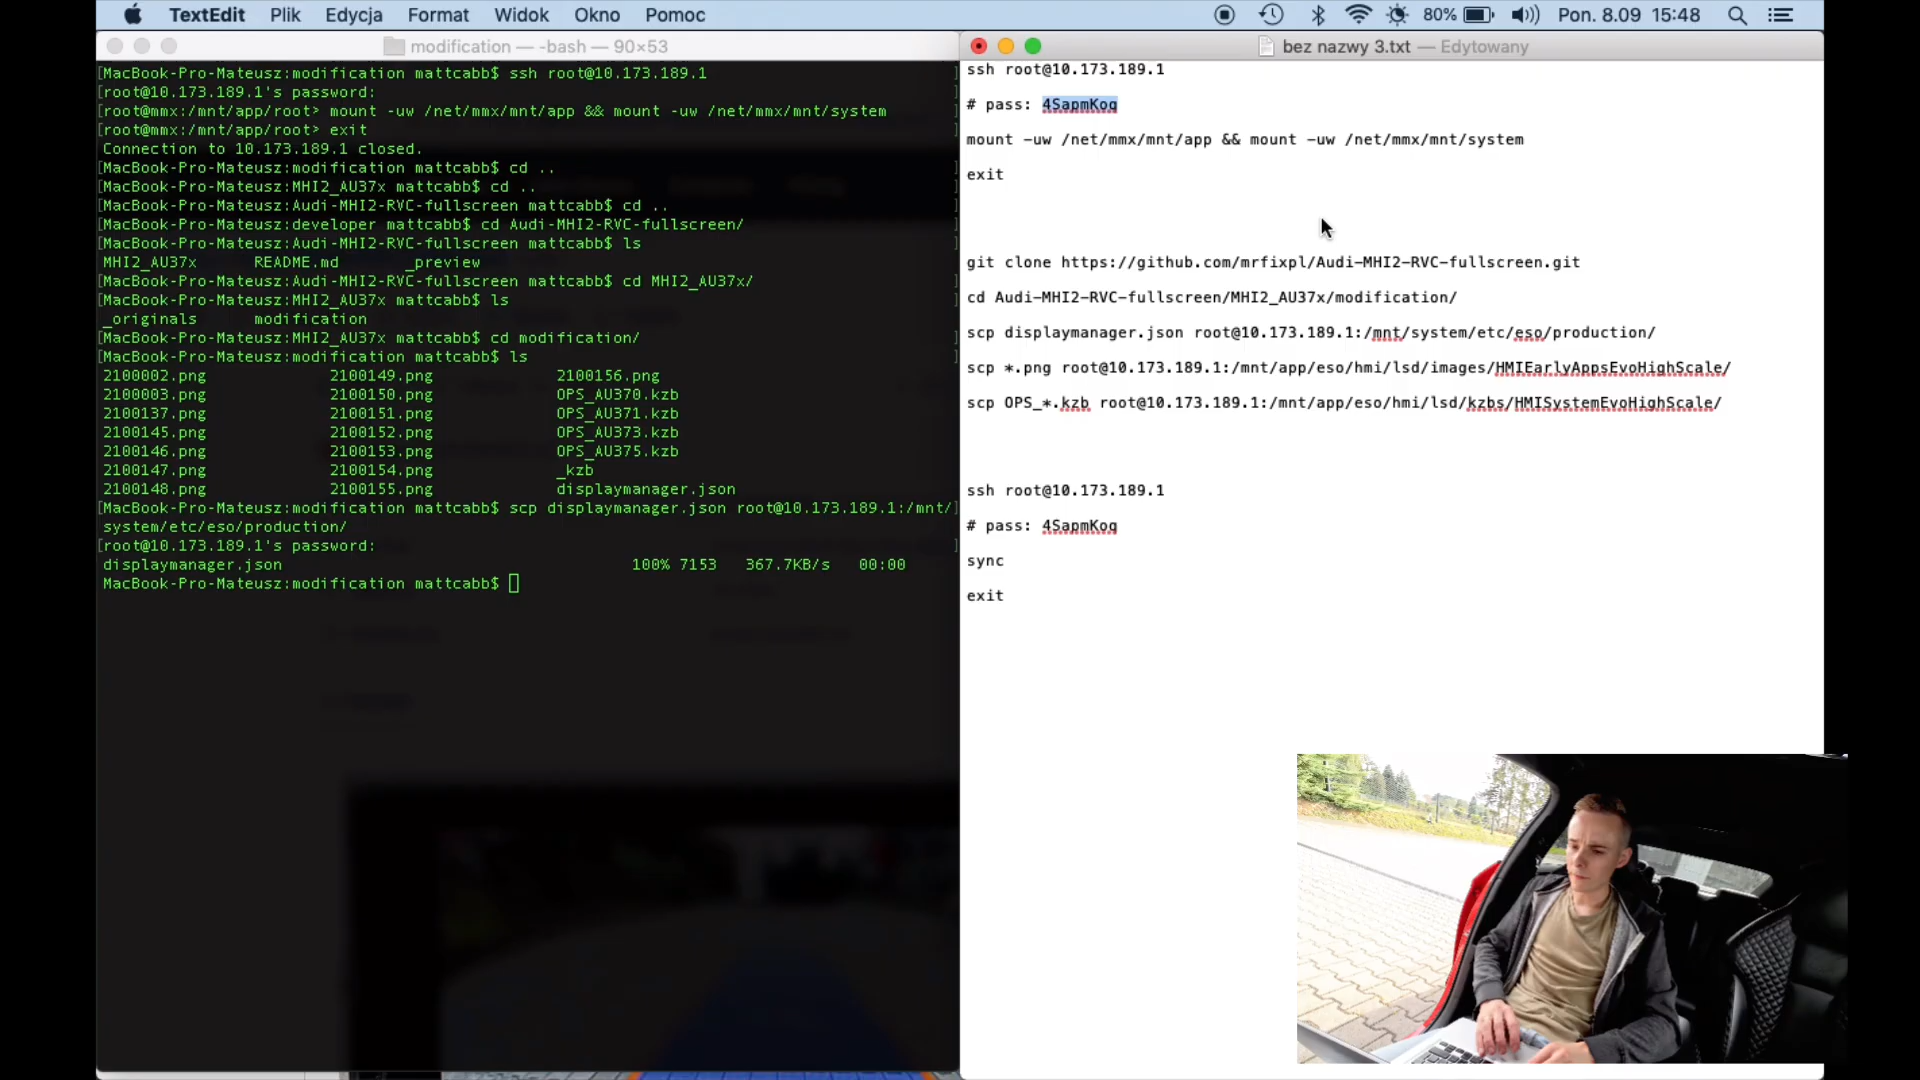 TextEdit Plik Edycja Format Widok Okno Pomoc 80% Pon. 8.09 15:48
modification — -bash — 90×53
[MacBook-Pro-Mateusz:modification mattcabb$ ssh root@10.173.189.1 ]
[root@10.173.189.1's password:
[root@mmx:/mnt/app/root> mount -uw /net/mmx/mnt/app && mount -uw /net/mmx/mnt/system ]
[root@mmx:/mnt/app/root> exit ]
Connection to 10.173.189.1 closed.
[MacBook-Pro-Mateusz:modification mattcabb$ cd .. ]
[MacBook-Pro-Mateusz:MHI2_AU37x mattcabb$ cd .. ]
[MacBook-Pro-Mateusz:Audi-MHI2-RVC-fullscreen mattcabb$ cd .. ]
[MacBook-Pro-Mateusz:developer mattcabb$ cd Audi-MHI2-RVC-fullscreen/ ]
[MacBook-Pro-Mateusz:Audi-MHI2-RVC-fullscreen mattcabb$ ls ]
MHI2_AU37x README.md _preview
[MacBook-Pro-Mateusz:Audi-MHI2-RVC-fullscreen mattcabb$ cd MHI2_AU37x/ ]
[MacBook-Pro-Mateusz:MHI2_AU37x mattcabb$ ls ]
_originals modification
[MacBook-Pro-Mateusz:MHI2_AU37x mattcabb$ cd modification/ ]
[MacBook-Pro-Mateusz:modification mattcabb$ ls ]
2100002.png 2100149.png 2100156.png
2100003.png 2100150.png OPS_AU370.kzb
2100137.png 2100151.png OPS_AU371.kzb
2100145.png 2100152.png OPS_AU373.kzb
2100146.png 2100153.png OPS_AU375.kzb
2100147.png 2100154.png _kzb
2100148.png 2100155.png displaymanager.json
[MacBook-Pro-Mateusz:modification mattcabb$ scp displaymanager.json root@10.173.189.1:/mnt/]
system/etc/eso/production/
[root@10.173.189.1's password: ]
displaymanager.json 100% 7153 367.7KB/s 00:00
MacBook-Pro-Mateusz:modification mattcabb$
bez nazwy 3.txt — Edytowany
ssh root@10.173.189.1
# pass: 4SapmKoq
mount -uw /net/mmx/mnt/app && mount -uw /net/mmx/mnt/system
exit
git clone https://github.com/mrfixpl/Audi-MHI2-RVC-fullscreen.git
cd Audi-MHI2-RVC-fullscreen/MHI2_AU37x/modification/
scp displaymanager.json root@10.173.189.1:/mnt/system/etc/eso/production/
scp *.png root@10.173.189.1:/mnt/app/eso/hmi/lsd/images/HMIEarlyAppsEvoHighScale/
scp OPS_*.kzb root@10.173.189.1:/mnt/app/eso/hmi/lsd/kzbs/HMISystemEvoHighScale/
ssh root@10.173.189.1
# pass: 4SapmKoq
sync
exit